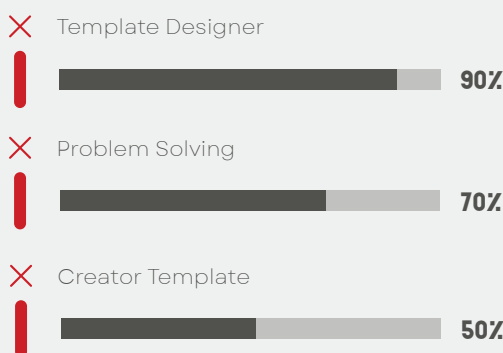 Template Designer
90%
Problem Solving
70%
Creator Template
50%